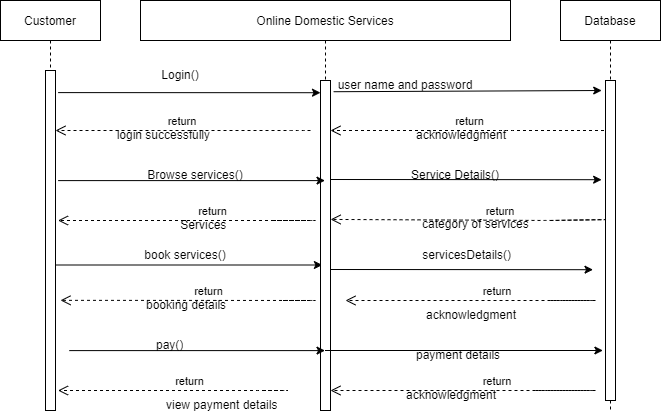 Customer
Online Domestic Services
Database
Login()
user name and password
return
login successfully
return
acknowledgment
Browse services()
Service Details()
return
Services
return
category of services
book services()
servicesDetails()
return
booking details
return
acknowledgment
pay()
payment details
return
view payment details
return
acknowledgment